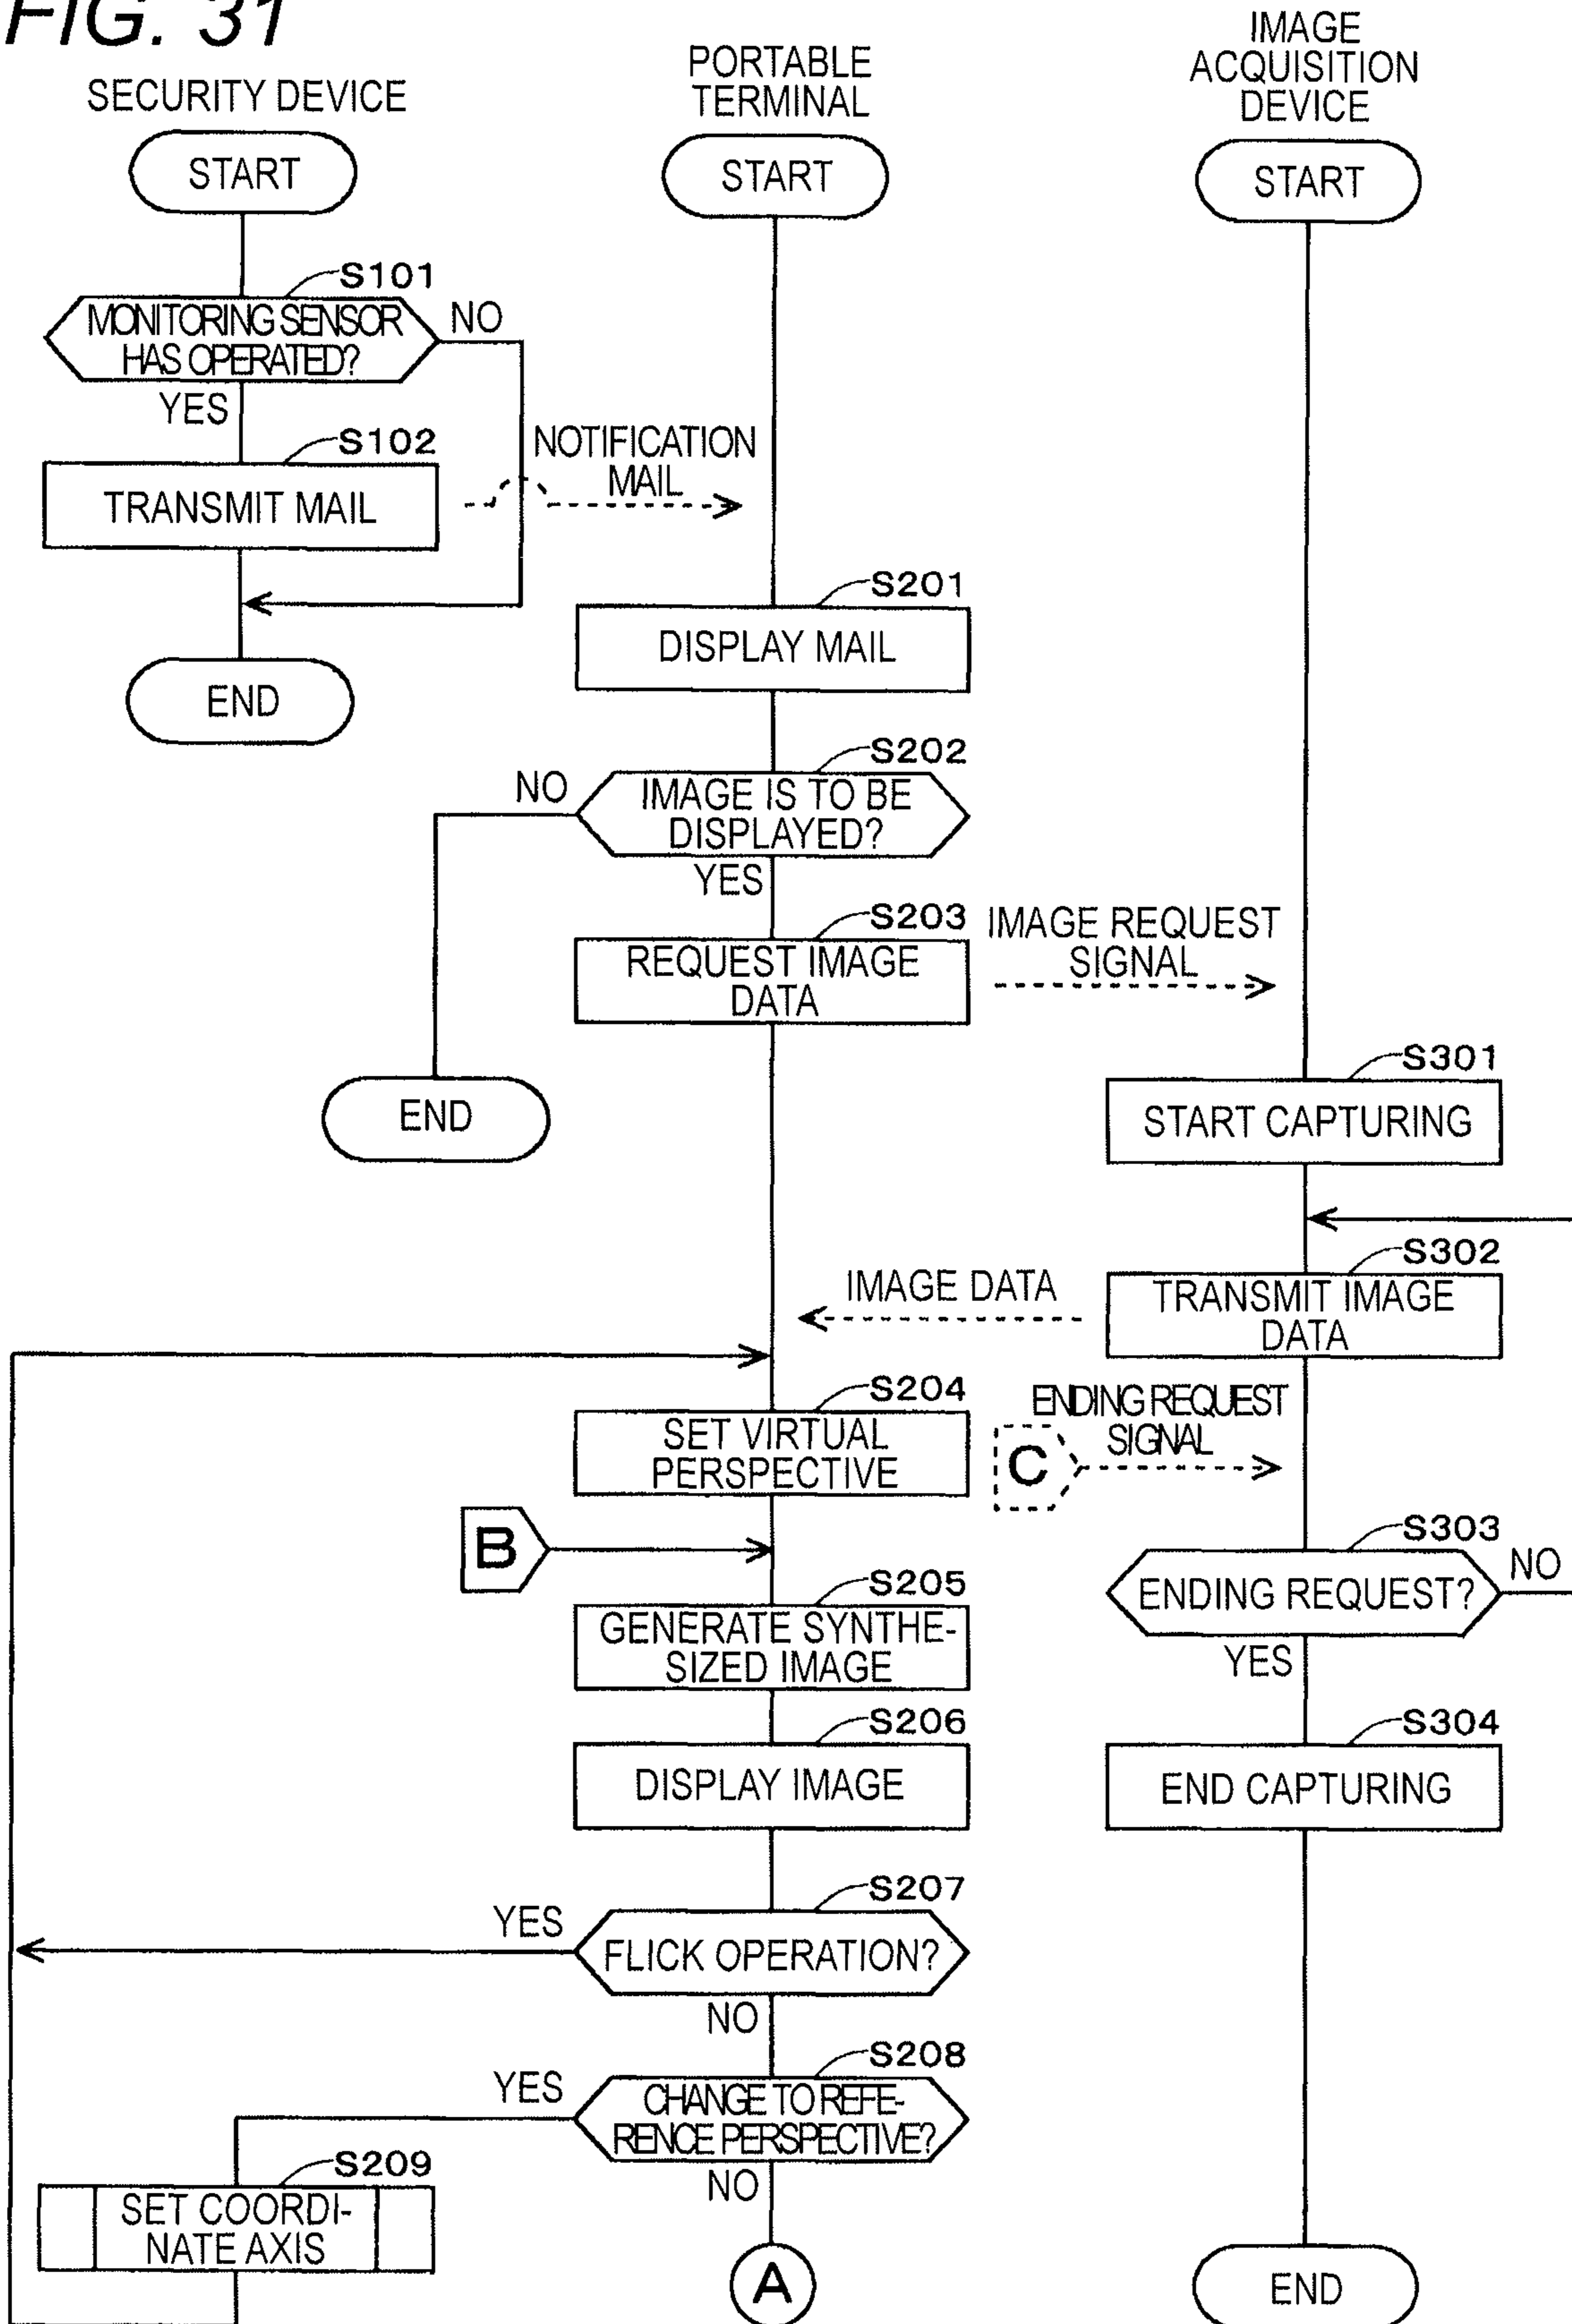 FIG. 31
SECURITY DEVICE
PORTABLE
TERMINAL
IMAGE
ACQUISITION
DEVICE
START
START
START
S101
MONITORING SENSOR
HAS OPERATED?
NO
YES
S102
TRANSMIT MAIL
NOTIFICATION
MAIL
S201
DISPLAY MAIL
END
S202
IMAGE IS TO BE
DISPLAYED?
NO
YES
S203
REQUEST IMAGE
DATA
IMAGE REQUEST
SIGNAL
END
S301
START CAPTURING
S302
TRANSMIT IMAGE
DATA
IMAGE DATA
S204
SET VIRTUAL
PERSPECTIVE
C
ENDING REQUEST
SIGNAL
B
S303
ENDING REQUEST?
NO
YES
S205
GENERATE SYNTHE-
SIZED IMAGE
S206
DISPLAY IMAGE
S304
END CAPTURING
S207
FLICK OPERATION?
YES
NO
S208
CHANGE TO REFE-
RENCE PERSPECTIVE?
YES
NO
S209
SET COORDI-
NATE AXIS
A
END